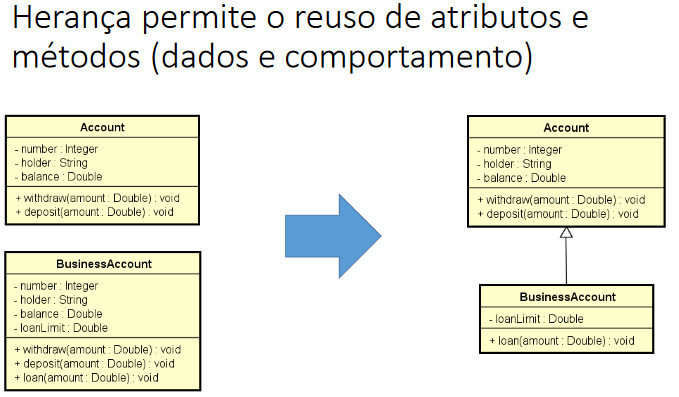 Herança permite o reuso de atributos e
métodos (dados e comportamento)
Account
- number : Integer
- holder : String
- balance : Double
+ withdraw(amount : Double) : void
+ deposit(amount : Double) : void
BusinessAccount
- number : Integer
- holder : String
- balance : Double
- loanLimit : Double
+ withdraw(amount : Double) : void
+ deposit(amount : Double) : void
+ loan(amount : Double) : void
Account
- number : Integer
- holder : String
- balance : Double
+ withdraw(amount : Double) : void
+ deposit(amount : Double) : void
BusinessAccount
- loanLimit : Double
+ loan(amount : Double) : void